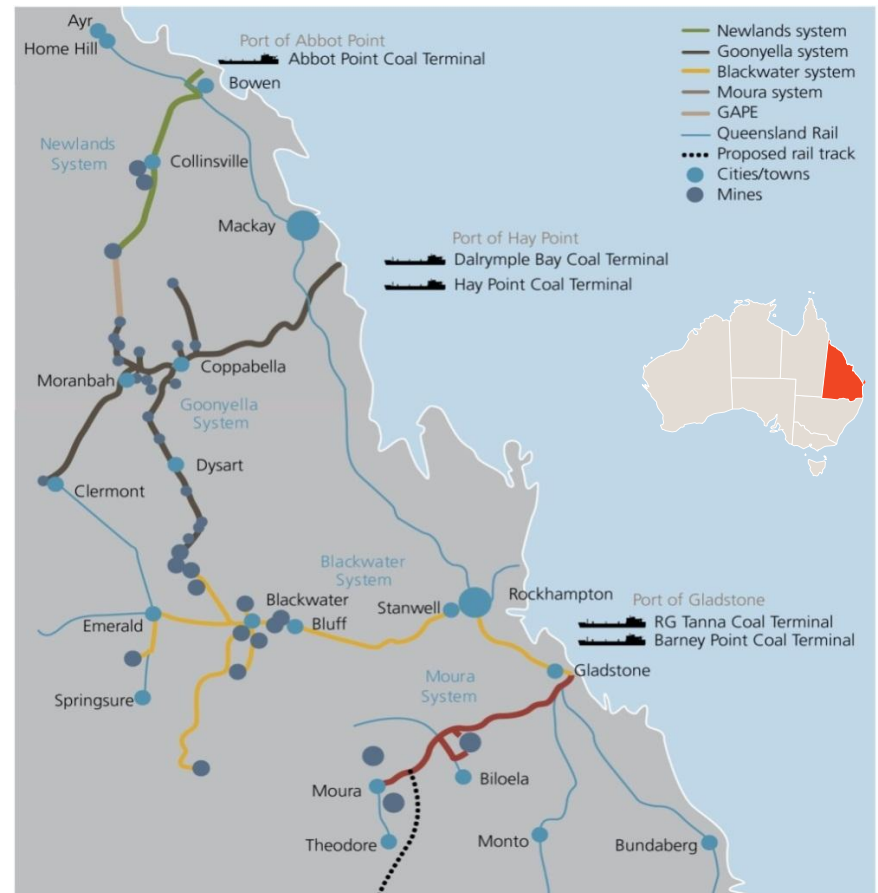 Ayr
Home Hill
Port of Abbot Point
Abbot Point Coal Terminal
Bowen
Newlands system
Goonyella system
Blackwater system
Moura system
GAPE
Queensland Rail
Proposed rail track
Cities/towns
Mines
Newlands
System
Collinsville
Mackay
Port of Hay Point
Dalrymple Bay Coal Terminal
Hay Point Coal Terminal
Coppabella
Moranbah
Goonyella
System
Dysart
Clermont
Blackwater
System
Blackwater
Stanwell
Rockhampton
Port of Gladstone
RG Tanna Coal Terminal
Barney Point Coal Terminal
Emerald
Bluff
Gladstone
Moura
System
Springsure
Moura
Biloela
Theodore
Monto
Bundaberg